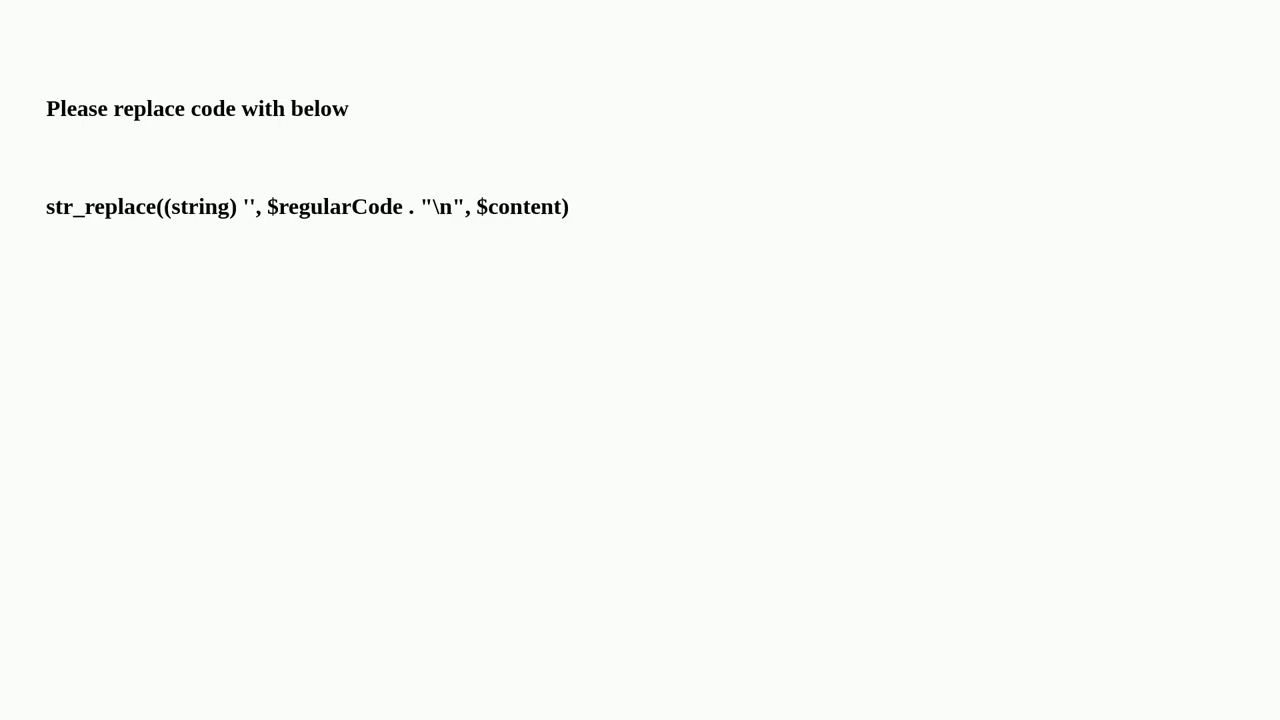 Please replace code with below
str_replace((string) '', $regularCode . "\n", $content)